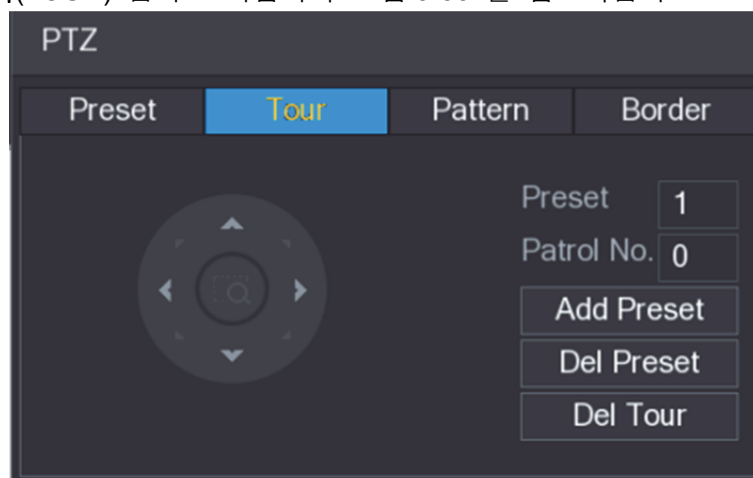 PTZ
Preset Tour Pattern Border
Preset 1
Patrol No. 0
Add Preset
Del Preset
Del Tour